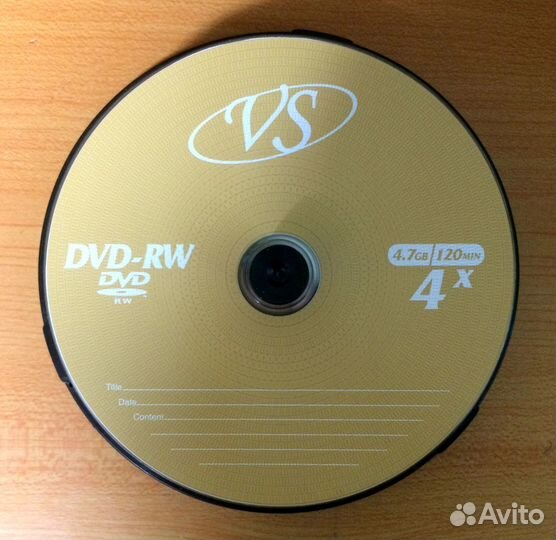 VS
DVD-RW
DVD
RW
4.7GB/120MIN
4x
Title
Date
Content
Avito